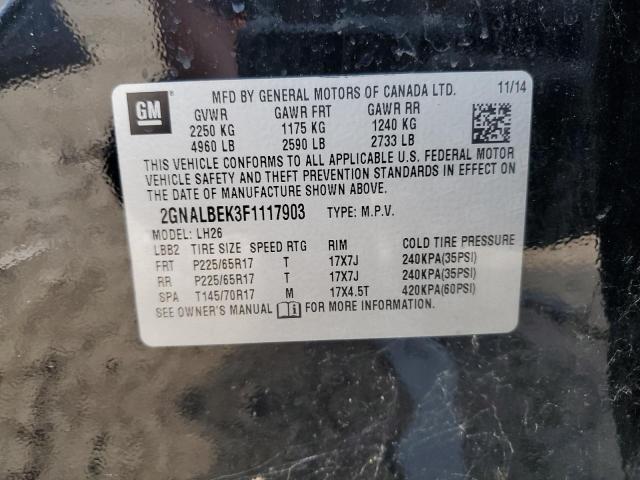 GM
MFD BY GENERAL MOTORS OF CANADA LTD. 11/14
GVWR GAWR FRT GAWR RR
2250 KG 1175 KG 1240 KG
4960 LB 2590 LB 2733 LB
THIS VEHICLE CONFORMS TO ALL APPLICABLE U.S. FEDERAL MOTOR
VEHICLE SAFETY AND THEFT PREVENTION STANDARDS IN EFFECT ON
THE DATE OF MANUFACTURE SHOWN ABOVE.
2GNALBEK3F1117903 TYPE: M.P.V.
MODEL: LH26
LBB2 TIRE SIZE SPEED RTG RIM COLD TIRE PRESSURE
FRT P225/65R17 T 17X7J 240KPA(35PSI)
RR P225/65R17 T 17X7J 240KPA(35PSI)
SPA T145/70R17 M 17X4.5T 420KPA(60PSI)
SEE OWNER'S MANUAL FOR MORE INFORMATION.